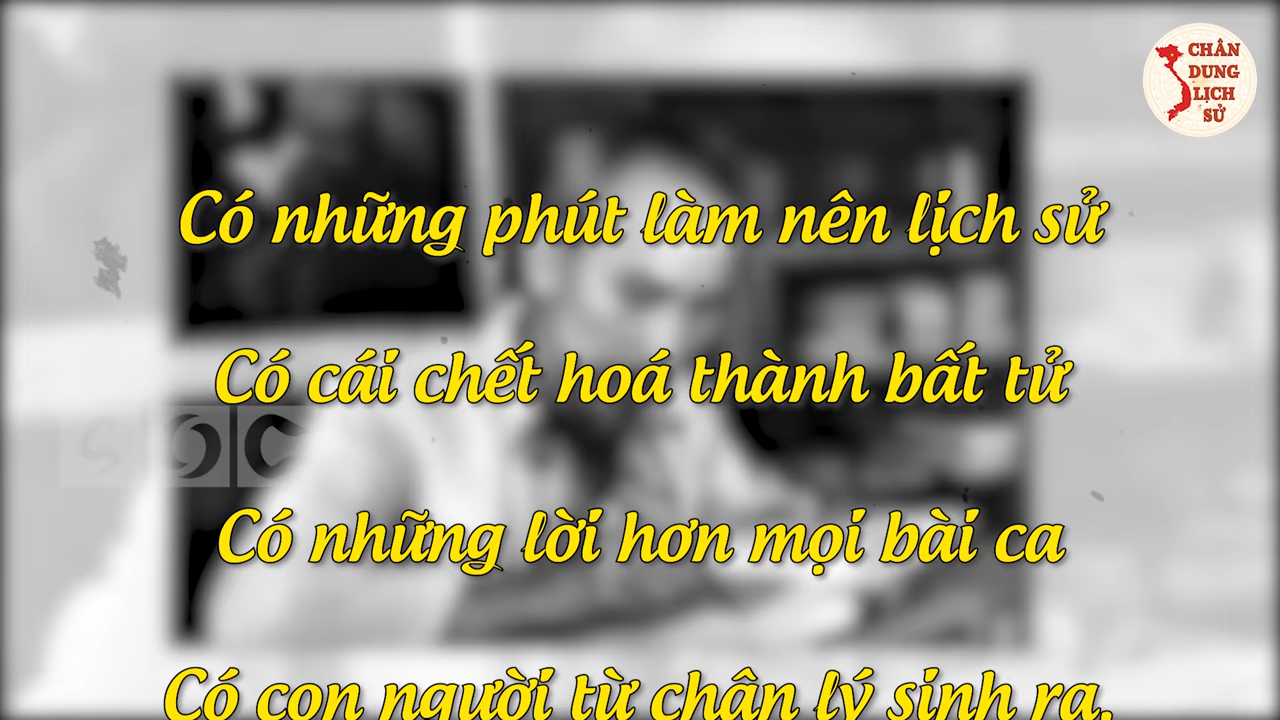 CHÂN
DUNG
LỊCH
SỬ
Có những phút làm nên lịch sử
Có cái chết hoá thành bất tử
SOC
Có những lời hơn mọi bài ca
Có con người từ chân lý sinh ra.